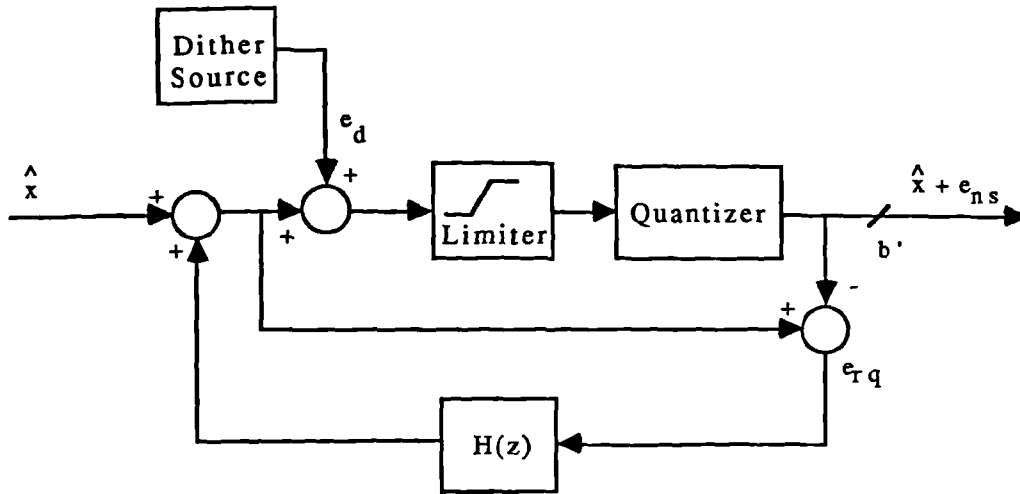 Dither
Source
e_d
x̂
+
+
+
+
Limiter
Quantizer
x̂ + e_ns
b'
-
+
e_rq
H(z)